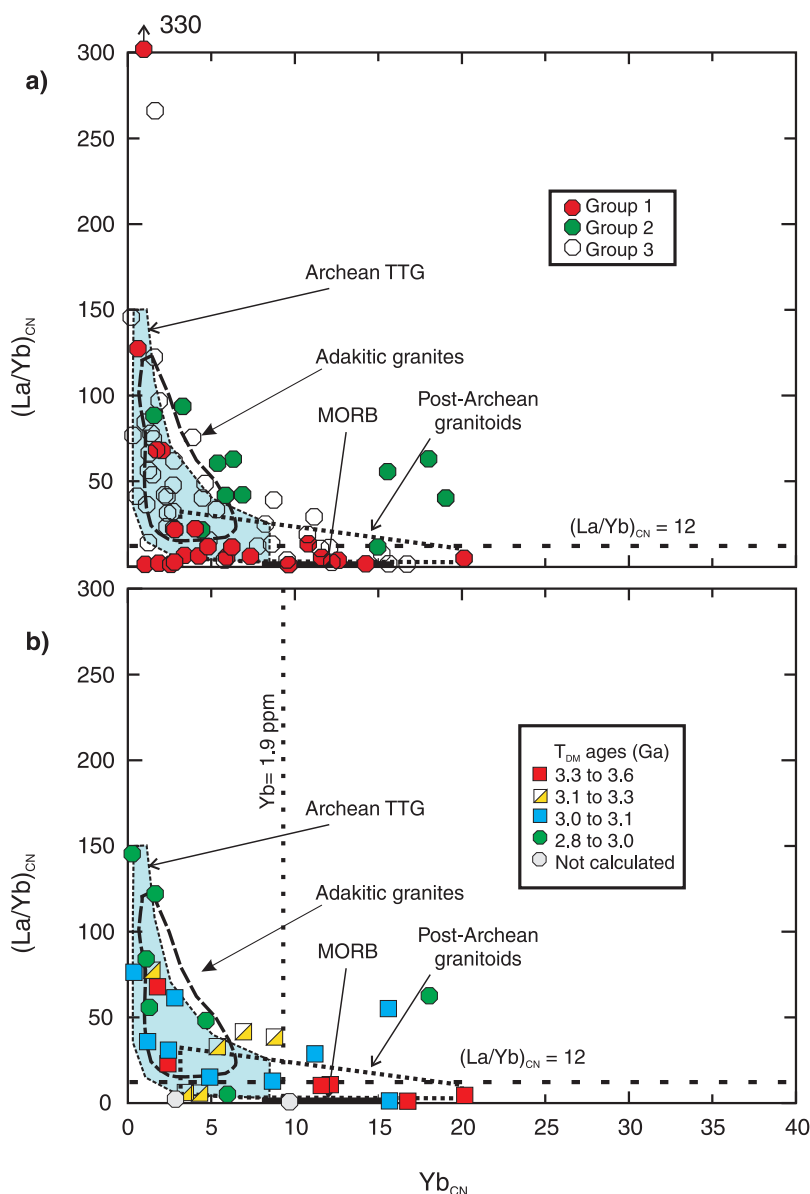 330
a)
300
250
200
150
100
50
(La/Yb)CN
Group 1
Group 2
Group 3
Archean TTG
Adakitic granites
MORB
Post-Archean
granitoids
(La/Yb)CN = 12
b)
300
250
200
150
100
50
0
(La/Yb)CN
Yb= 1.9 ppm
TDM ages (Ga)
3.3 to 3.6
3.1 to 3.3
3.0 to 3.1
2.8 to 3.0
Not calculated
Archean TTG
Adakitic granites
MORB
Post-Archean
granitoids
(La/Yb)CN = 12
0 5 10 15 20 25 30 35 40
YbCN